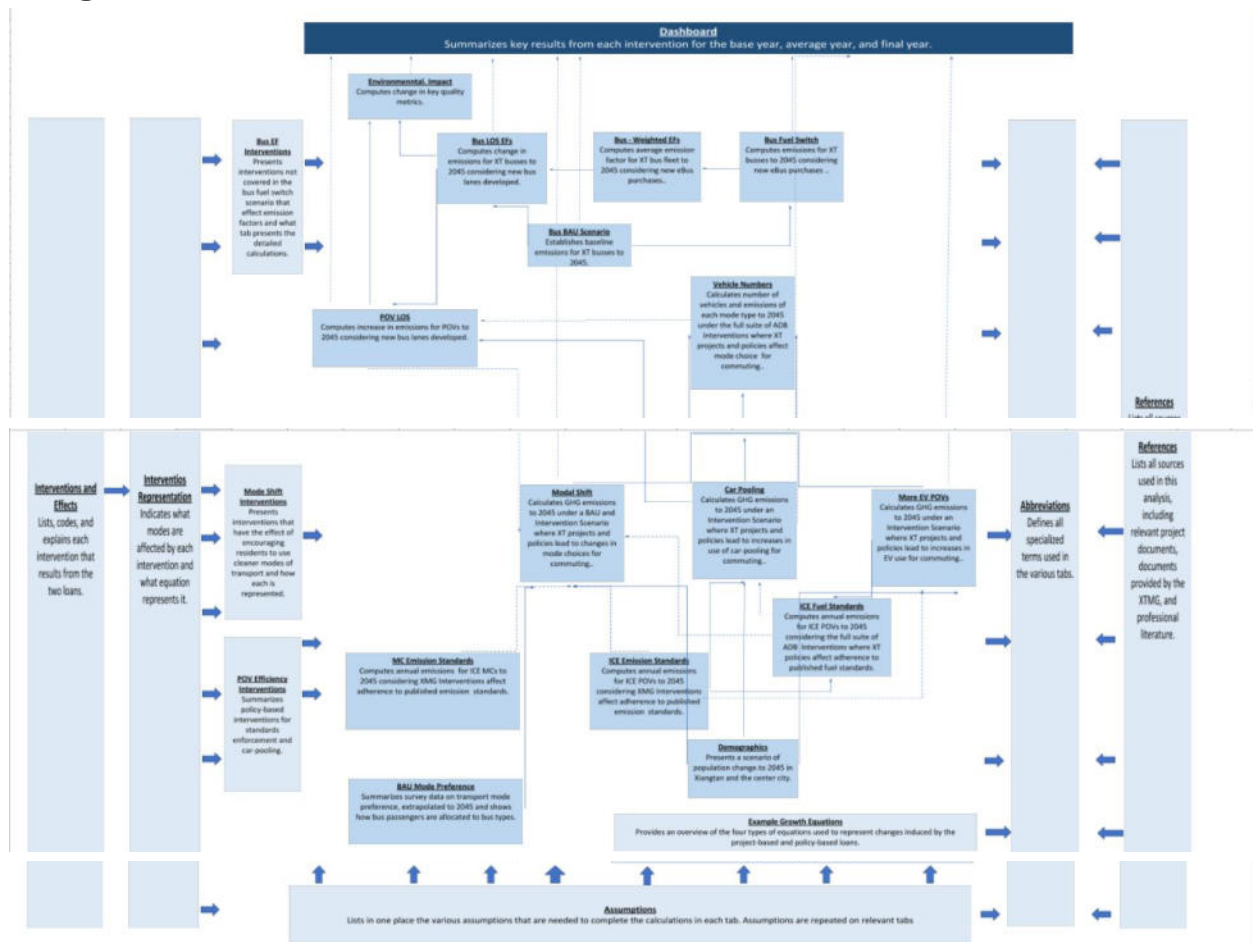 Dashboard
Summarizes key results from each intervention for the base year, average year, and final year.
Environmenntal. Impact
Computes change in key quality
metrics.
Bus EF
Interventions
Presents
interventions not
covered in the
bus fuel switch
scenario that
effect emission
factors and what
tab presents the
detailed
calculations.
Bus LOS EFs
Computes change in
emissions for XT busses to
2045 considering new bus
lanes developed.
Bus - Weighted EFs
Computes average emission
factor for XT bus fleet to
2045 considering new eBus
purchases..
Bus Fuel Switch
Computes emissions for XT
busses to 2045 considering
new eBus purchases ..
Bus BAU Scenario
Establishes baseline
emissions for XT busses to
2045.
Vehicle Numbers
Calculates number of
vehicles and emissions of
each mode type to 2045
under the full suite of ADB
Interventions where XT
projects and policies affect
mode choice for
commuting..
POV LOS
Computes increase in emissions for POVs to
2045 considering new bus lanes developed.
References
Interventions and
Effects
Lists, codes, and
explains each
intervention that
results from the
two loans.
Interventios
Representation
Indicates what
modes are
affected by each
intervention and
what equation
represents it.
Mode Shift
Interventions
Presents
interventions that
have the effect of
encouraging
residents to use
cleaner modes of
transport and how
each is
represented.
POV Efficiency
Interventions
Summarizes
policy-based
interventions for
standards
enforcement and
car-pooling.
Modal Shift
Calculates GHG emissions
to 2045 under a BAU and
Intervention Scenario
where XT projects and
policies lead to changes in
mode choices for
commuting..
Car Pooling
Calculates GHG emissions
to 2045 under an
Intervention Scenario
where XT projects and
policies lead to increases in
use of car-pooling for
commuting..
More EV POVs
Calculates GHG emissions
to 2045 under an
Intervention Scenario
where XT projects and
policies lead to increases in
EV use for commuting..
ICE Fuel Standards
Computes annual emissions
for ICE POVs to 2045
considering the full suite of
ADB Interventions where XT
policies affect adherence to
published fuel standards.
MC Emission Standards
Computes annual emissions for ICE MCs to
2045 considering XMG Interventions affect
adherence to published emission standards.
ICE Emission Standards
Computes annual emissions
for ICE POVs to 2045
considering XMG Interventions
affect adherence to published
emission standards.
Demographics
Presents a scenario of
population change to 2045 in
Xiangtan and the center city.
BAU Mode Preference
Summarizes survey data on transport mode
preference, extrapolated to 2045 and shows
how bus passengers are allocated to bus types.
Example Growth Equations
Provides an overview of the four types of equations used to represent changes induced by the
project-based and policy-based loans.
Abbreviations
Defines all
specialized
terms used in
the various tabs.
References
Lists all sources
used in this
analysis,
including
relevant project
documents,
documents
provided by the
XTMG, and
professional
literature.
Assumptions
Lists in one place the various assumptions that are needed to complete the calculations in each tab. Assumptions are repeated on relevant tabs